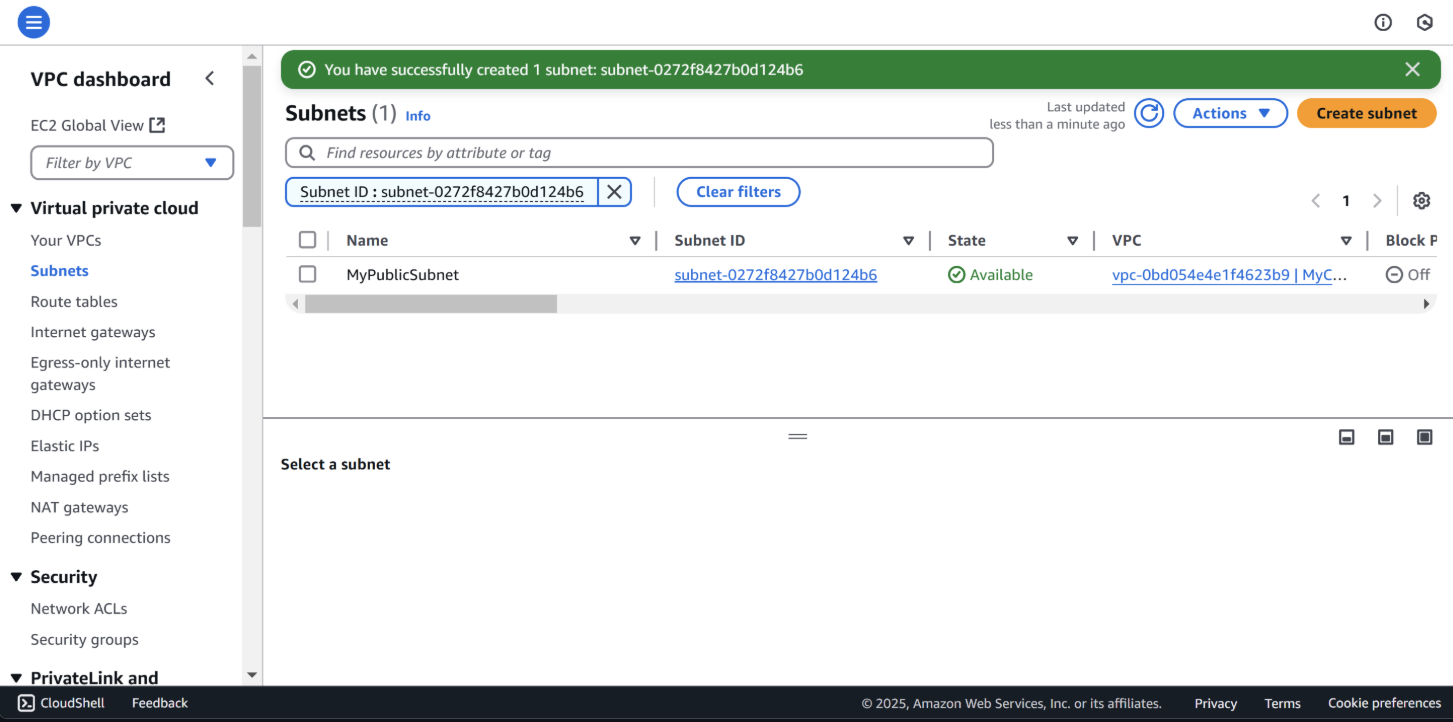 You have successfully created 1 subnet: subnet-0272f8427b0d124b6
VPC dashboard
EC2 Global View
Filter by VPC
Virtual private cloud
Your VPCs
Subnets
Route tables
Internet gateways
Egress-only internet
gateways
DHCP option sets
Elastic IPs
Managed prefix lists
NAT gateways
Peering connections
Security
Network ACLs
Security groups
PrivateLink and
Subnets (1) Info
Last updated
less than a minute ago
Actions
Create subnet
Find resources by attribute or tag
Subnet ID : subnet-0272f8427b0d124b6
Clear filters
1
Name Subnet ID State VPC Block P
MyPublicSubnet subnet-0272f8427b0d124b6 Available vpc-0bd054e4e1f4623b9 | MyC... Off
Select a subnet
CloudShell Feedback © 2025, Amazon Web Services, Inc. or its affiliates. Privacy Terms Cookie preferences